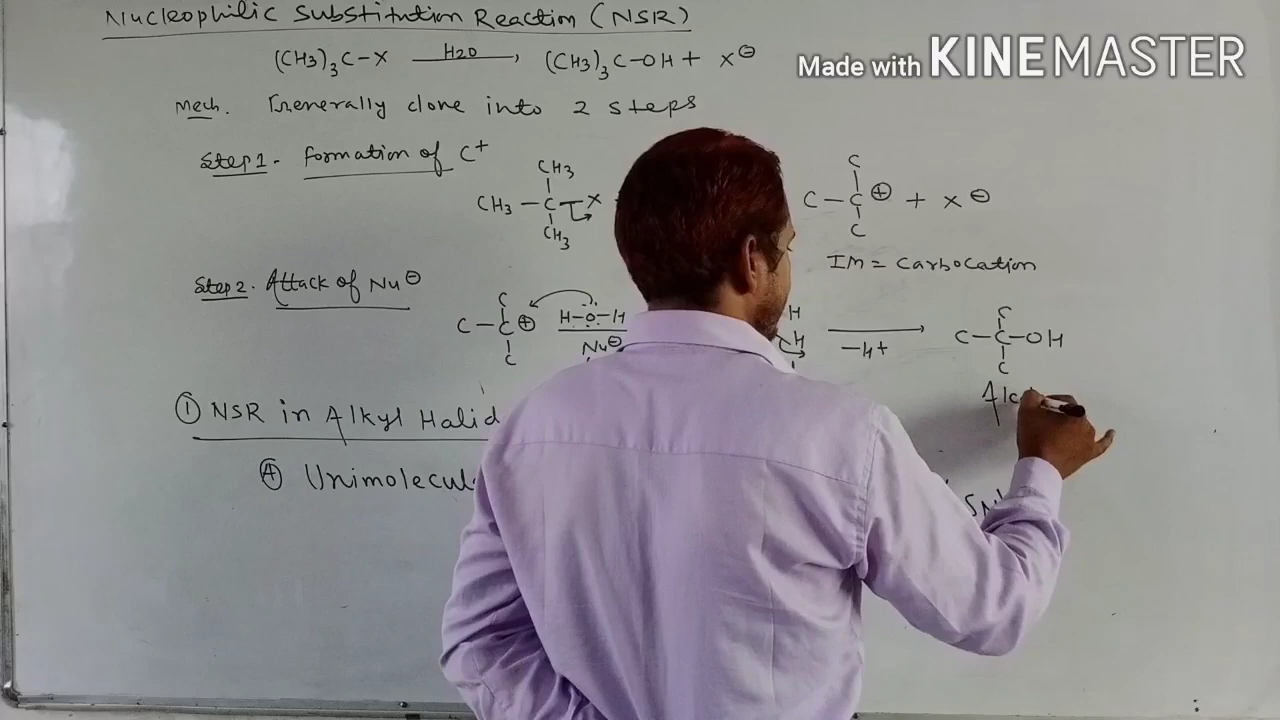 Nucleophilic Substitution Reaction (NSR)
(CH3)3C-X H2O → (CH3)3C-OH + X⊖
Made with KINEMASTER
Mech. Generally done into 2 steps
Step 1. Formation of C+
CH3
CH3-C-X
CH3
C
C-C⊕ + X⊖
C
IM = Carbocation
Step 2. Attack of Nu⊖
C
C-C⊕ H-O-H
C Nu⊖
H
H
-H+
C
C-C-OH
C
① NSR in Alkyl
Ⓐ